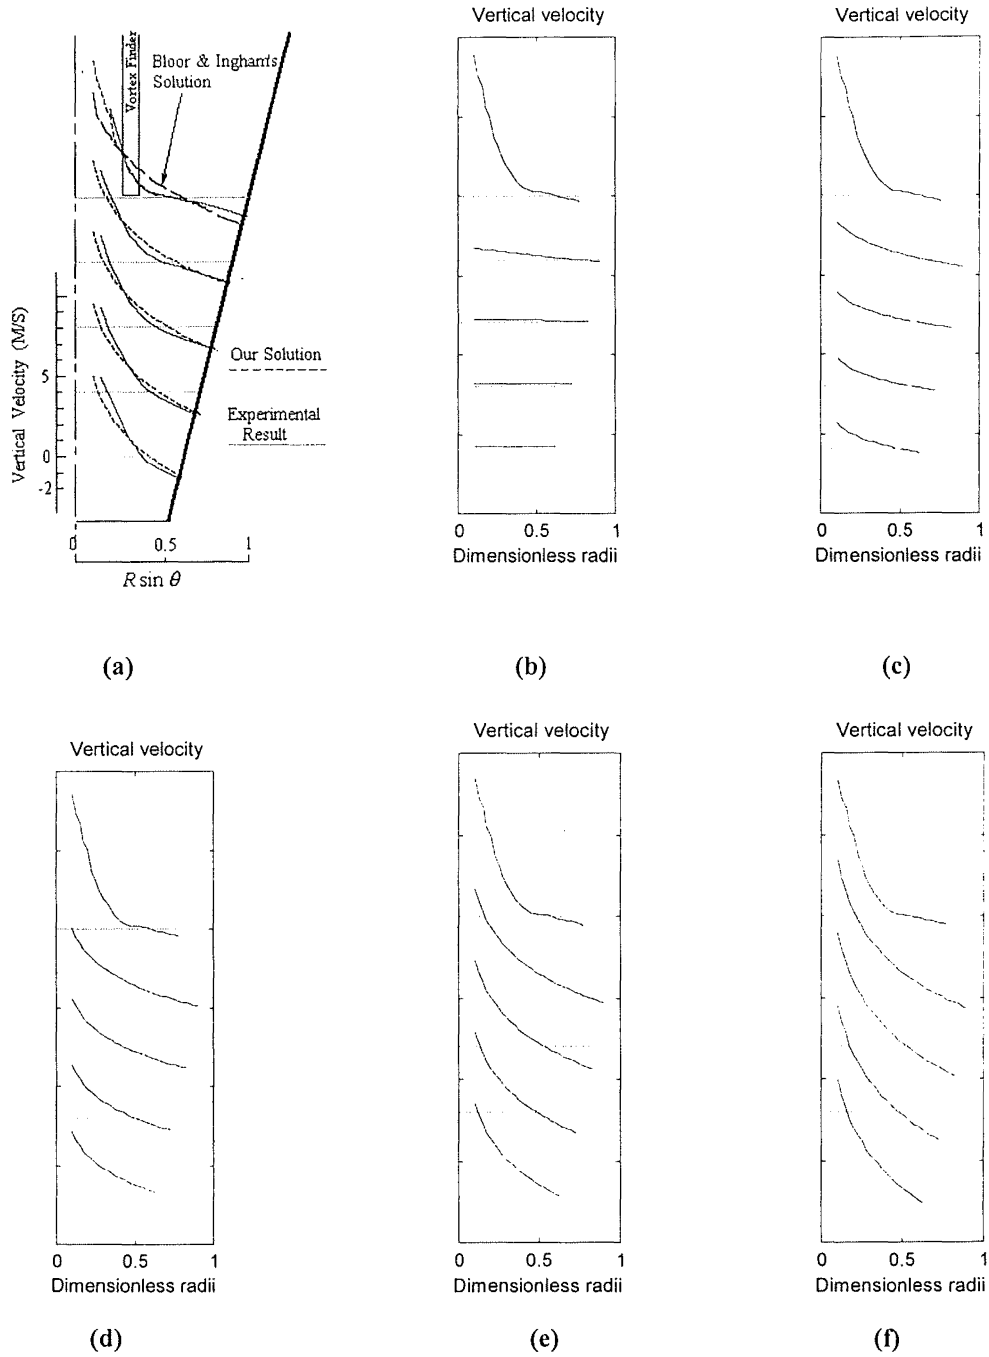 Vortex Finder
Bloor & Ingham's
Solution
Vertical Velocity (M/S)
5
0
-2
Our Solution
Experimental
Result
0
0.5
1
R sin θ
(a)
Vertical velocity
0
0.5
1
Dimensionless radii
(b)
Vertical velocity
0
0.5
1
Dimensionless radii
(c)
Vertical velocity
0
0.5
1
Dimensionless radii
(d)
Vertical velocity
0
0.5
1
Dimensionless radii
(e)
Vertical velocity
0
0.5
1
Dimensionless radii
(f)